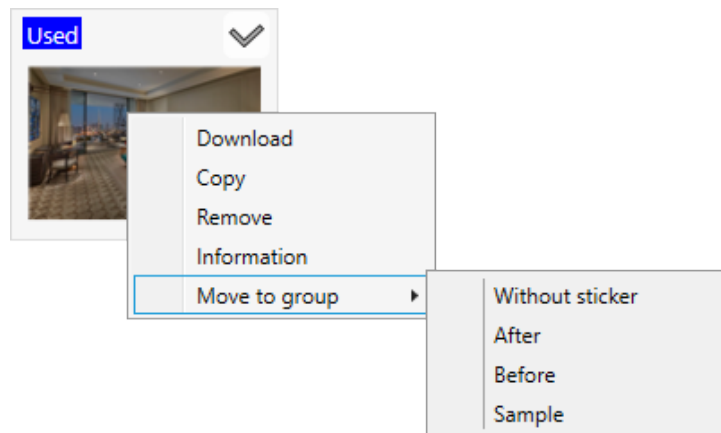 Used
Download
Copy
Remove
Information
Move to group
Without sticker
After
Before
Sample